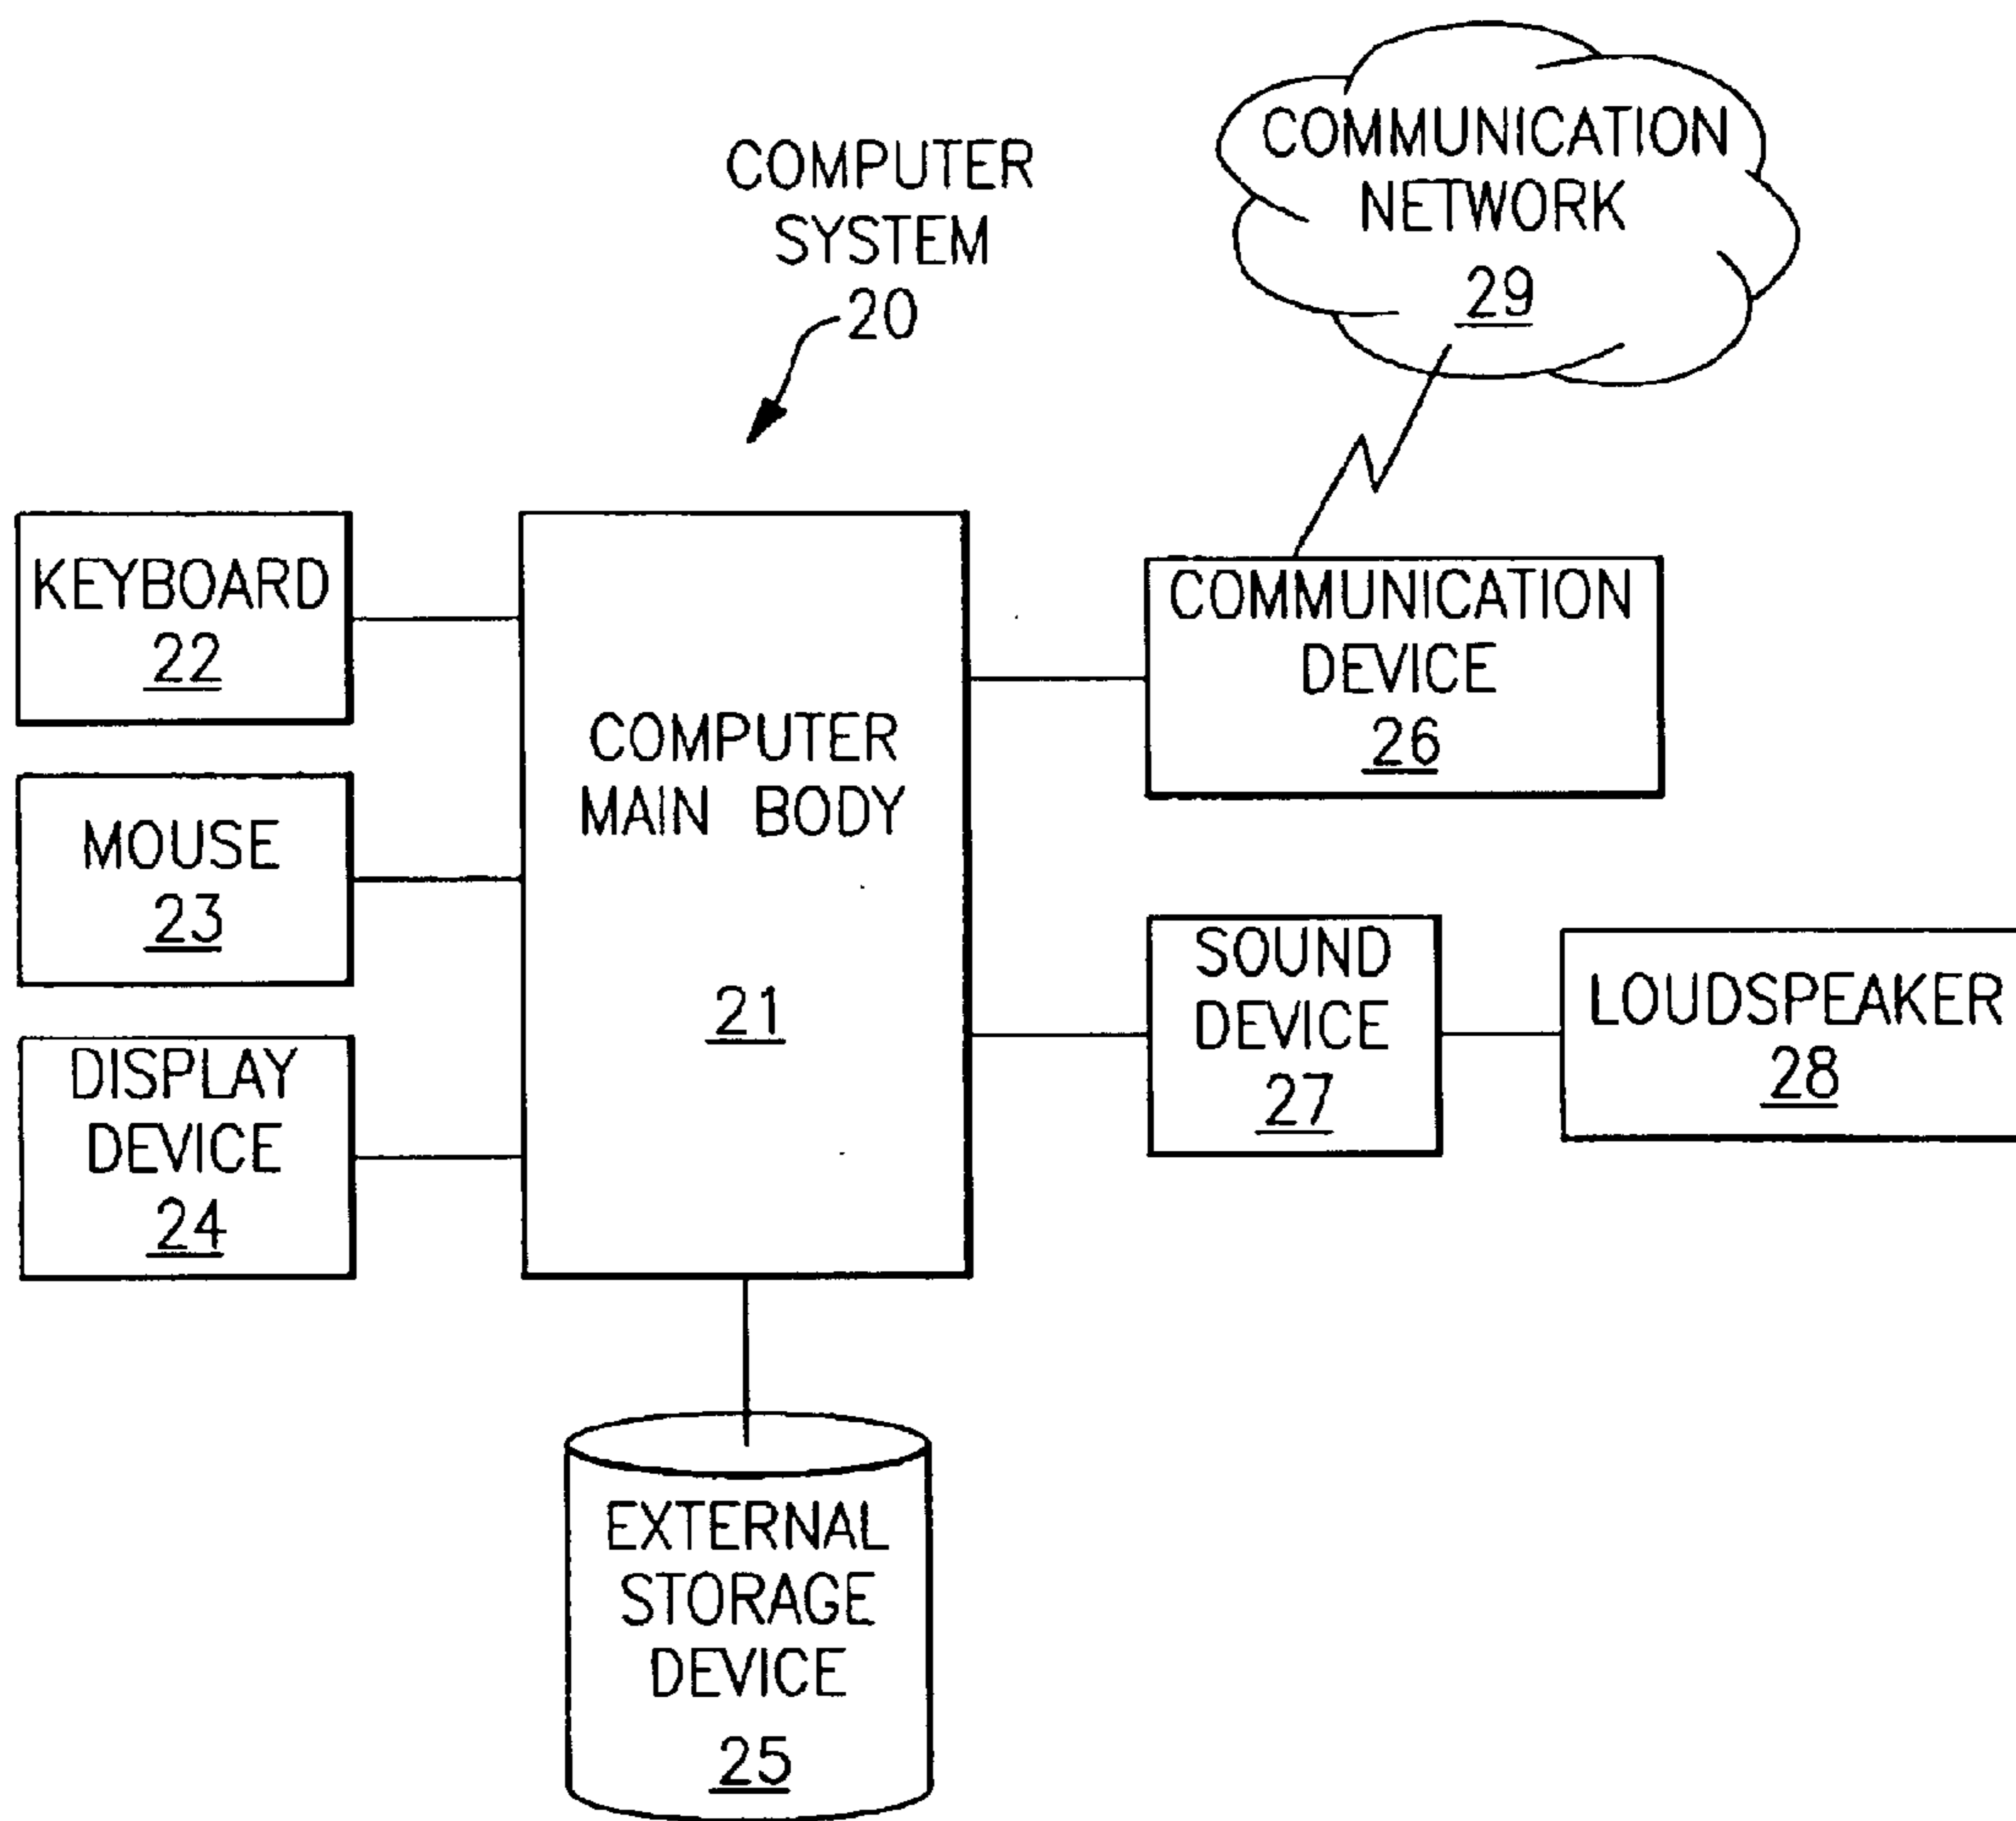 COMPUTER
SYSTEM
20
COMMUNICATION
NETWORK
29
KEYBOARD
22
MOUSE
23
DISPLAY
DEVICE
24
COMPUTER
MAIN BODY
21
COMMUNICATION
DEVICE
26
SOUND
DEVICE
27
LOUDSPEAKER
28
EXTERNAL
STORAGE
DEVICE
25